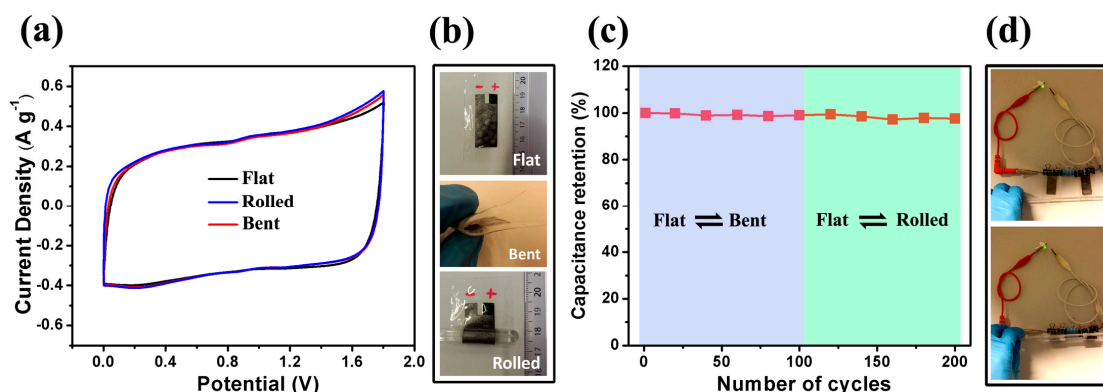 (a)
Current Density (A g⁻¹)
0.6
0.4
0.2
0.0
-0.2
-0.4
-0.6
Flat
Rolled
Bent
0.0 0.4 0.8 1.2 1.6 2.0
Potential (V)
(b)
- +
Flat
Bent
- +
Rolled
(c)
Capacitance retention (%)
120
100
80
60
40
20
0
Flat ⇌ Bent
Flat ⇌ Rolled
0 50 100 150 200
Number of cycles
(d)